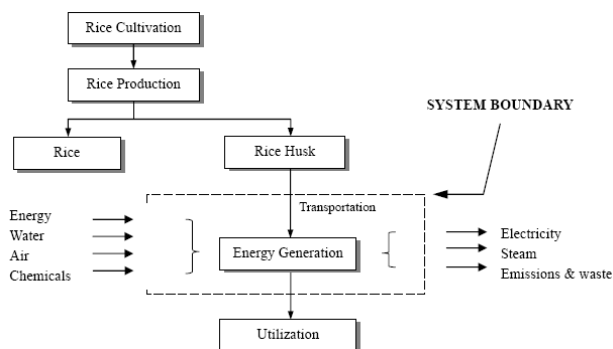 Rice Cultivation
Rice Production
SYSTEM BOUNDARY
Rice
Rice Husk
Transportation
Energy
Water
Air
Chemicals
Energy Generation
Electricity
Steam
Emissions & waste
Utilization